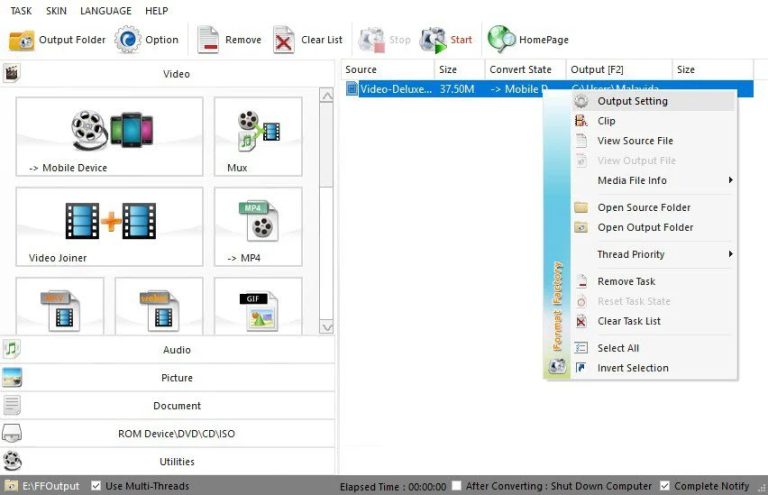 TASK SKIN LANGUAGE HELP
Output Folder Option Remove Clear List Stop Start HomePage
Video
Source Size Convert State Output [F2] Size
Video-Deluxe... 37.50M -> Mobile D C:\Users\Malavida
-> Mobile Device
Mux
Video Joiner
MP4
-> MP4
GIF
Audio
Picture
Document
ROM Device\DVD\CD\ISO
Utilities
Output Setting
Clip
View Source File
View Output File
Media File Info
Open Source Folder
Open Output Folder
Thread Priority
Remove Task
Reset Task State
Clear Task List
Select All
Invert Selection
Format Factory
E:\FFOutput Use Multi-Threads Elapsed Time : 00:00:00 After Converting : Shut Down Computer Complete Notify